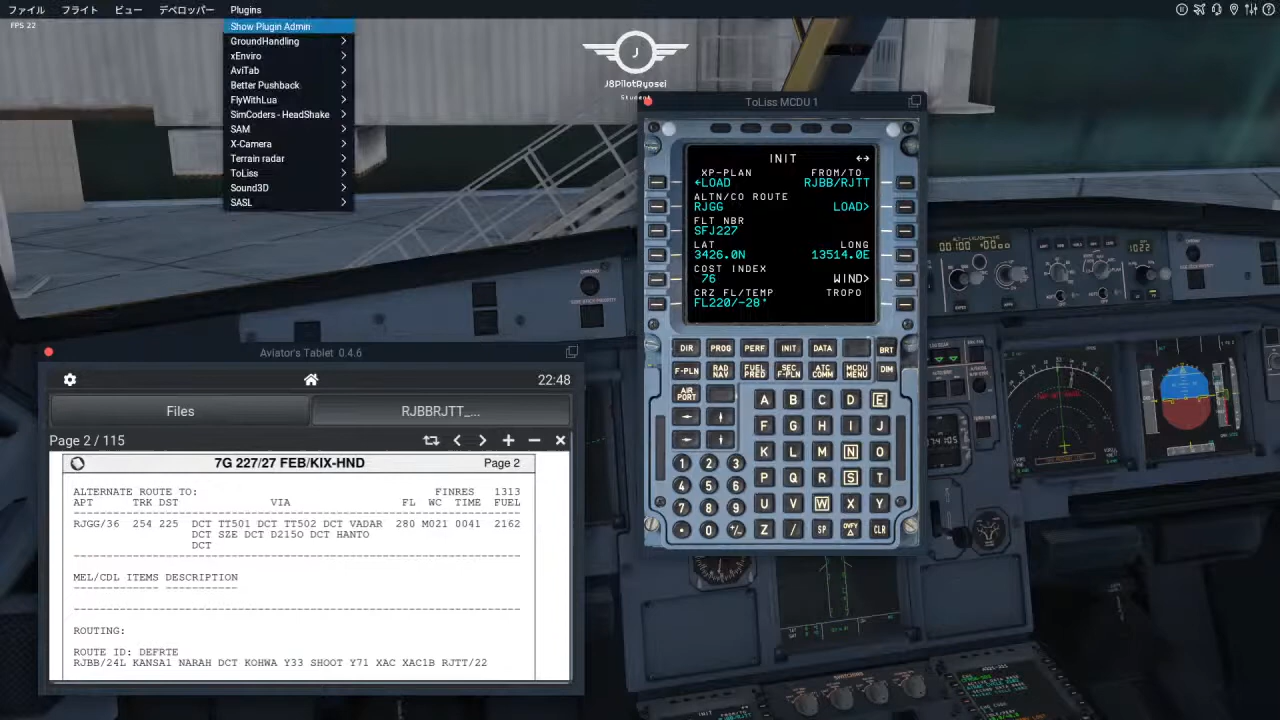 ファイル フライト ビュー デベロッパー Plugins
FPS 22
Show Plugin Admin
GroundHandling
xEnviro
AviTab
Better Pushback
FlyWithLua
SimCoders - HeadShake
SAM
X-Camera
Terrain radar
ToLiss
Sound3D
SASL
J
J8PilotRyosei
Student
ToLiss MCDU 1
INIT
XP-PLAN FROM/TO
←LOAD RJBB/RJTT
ALTN/CO ROUTE
RJGG LOAD>
FLT NBR
SFJ227
LAT LONG
3426.0N 13514.0E
COST INDEX
76 WIND>
CRZ FL/TEMP TROPO
FL220/-28°
DIR PROG PERF INIT DATA BRT
F-PLN RAD NAV FUEL PRED SEC F-PLN ATC COMM MCDU MENU DIM
AIR PORT
A B C D E
F G H I J
K L M N O
P Q R S T
U V W X Y
Z / SP OVFY Δ CLR
1 2 3
4 5 6
7 8 9
. 0 +/-
Aviator's Tablet 0.4.6
22:48
Files RJBBRJTT_...
Page 2 / 115
7G 227/27 FEB/KIX-HND Page 2
ALTERNATE ROUTE TO: FINRES 1313
APT TRK DST VIA FL WC TIME FUEL
RJGG/36 254 225 DCT TT501 DCT TT502 DCT VADAR 280 M021 0041 2162
DCT SZE DCT D215O DCT HANTO
DCT
MEL/CDL ITEMS DESCRIPTION
ROUTING:
ROUTE ID: DEFRTE
RJBB/24L KANSA1 NARAH DCT KOHWA Y33 SHOOT Y71 XAC XAC1B RJTT/22
00100
1022
INIT